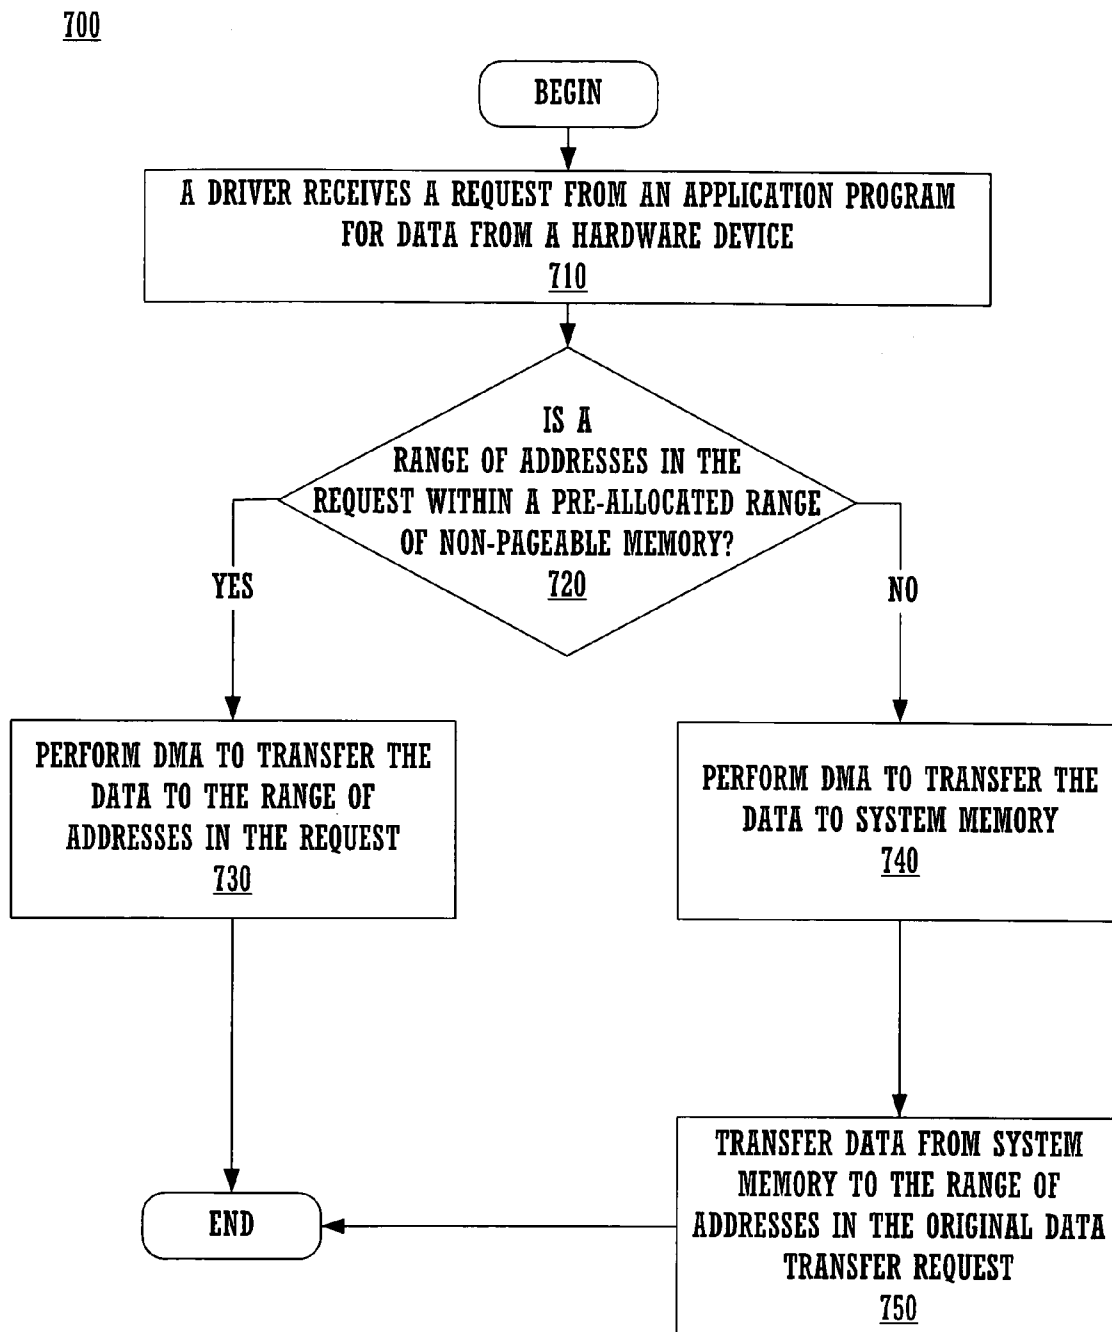 700
BEGIN
A DRIVER RECEIVES A REQUEST FROM AN APPLICATION PROGRAM
FOR DATA FROM A HARDWARE DEVICE
710
IS A
RANGE OF ADDRESSES IN THE
REQUEST WITHIN A PRE-ALLOCATED RANGE
OF NON-PAGEABLE MEMORY?
720
YES
NO
PERFORM DMA TO TRANSFER THE
DATA TO THE RANGE OF
ADDRESSES IN THE REQUEST
730
PERFORM DMA TO TRANSFER THE
DATA TO SYSTEM MEMORY
740
TRANSFER DATA FROM SYSTEM
MEMORY TO THE RANGE OF
ADDRESSES IN THE ORIGINAL DATA
TRANSFER REQUEST
750
END